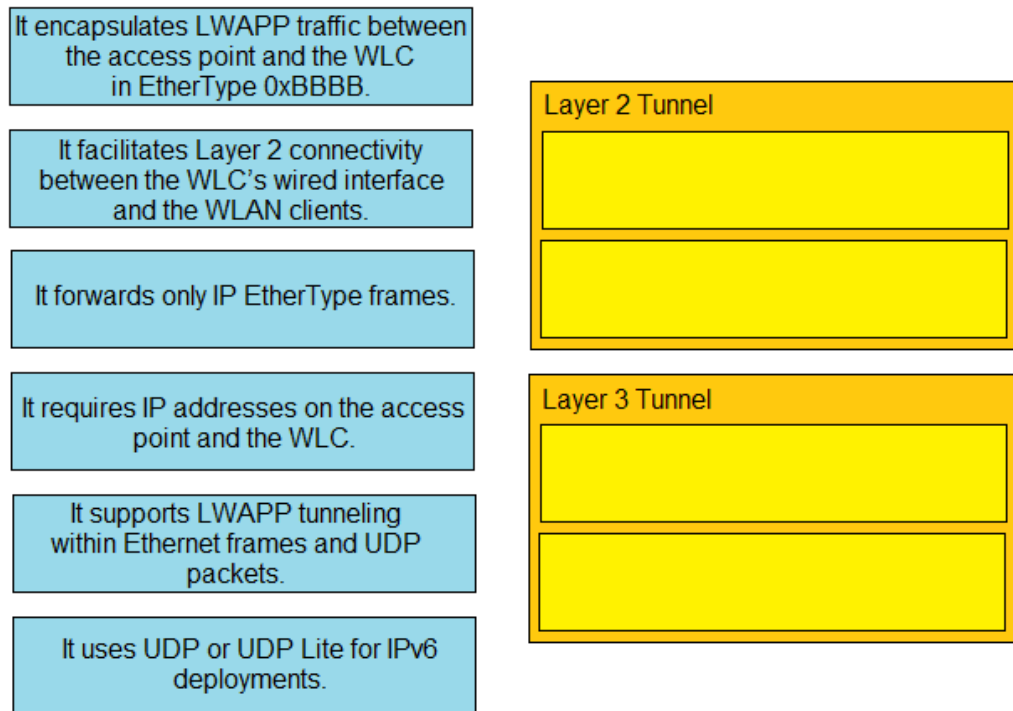 It encapsulates LWAPP traffic between
the access point and the WLC
in EtherType 0xBBBB.
It facilitates Layer 2 connectivity
between the WLC's wired interface
and the WLAN clients.
It forwards only IP EtherType frames.
It requires IP addresses on the access
point and the WLC.
It supports LWAPP tunneling
within Ethernet frames and UDP
packets.
It uses UDP or UDP Lite for IPv6
deployments.
Layer 2 Tunnel
Layer 3 Tunnel